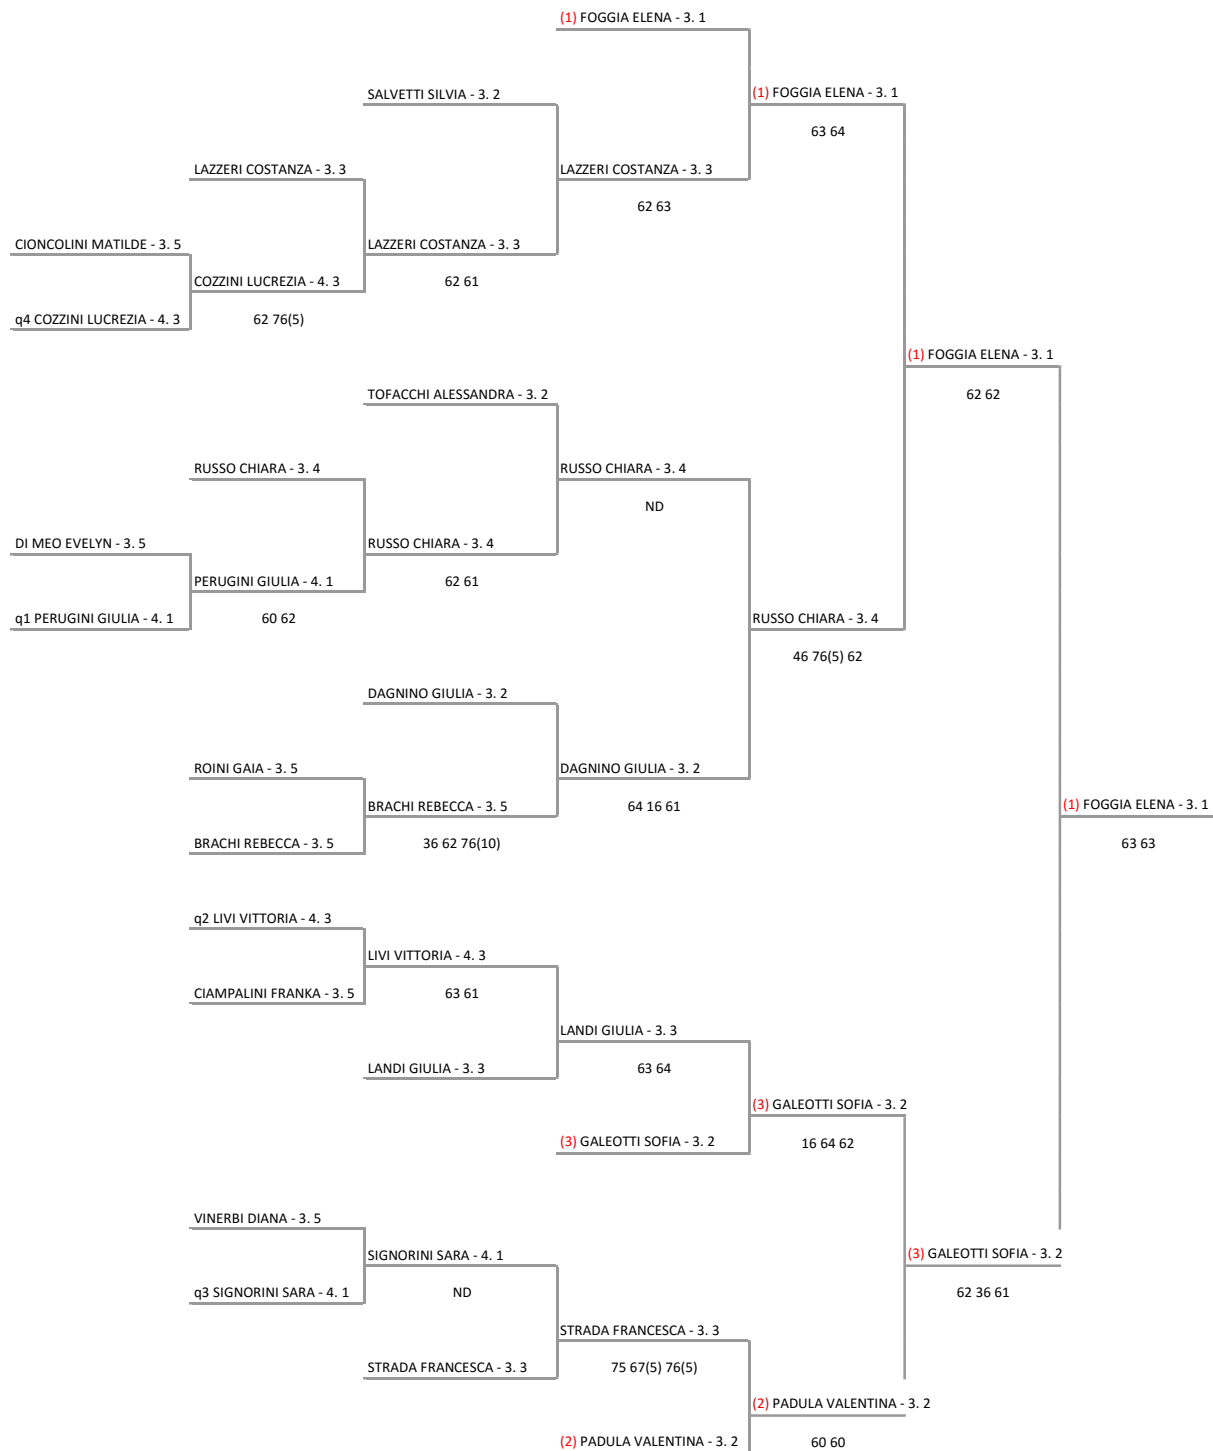 (1) FOGGIA ELENA - 3. 1
SALVETTI SILVIA - 3. 2
(1) FOGGIA ELENA - 3. 1
63 64
LAZZERI COSTANZA - 3. 3
LAZZERI COSTANZA - 3. 3
62 63
CIONCOLINI MATILDE - 3. 5
LAZZERI COSTANZA - 3. 3
COZZINI LUCREZIA - 4. 3
62 61
q4 COZZINI LUCREZIA - 4. 3
62 76(5)
(1) FOGGIA ELENA - 3. 1
TOFACCHI ALESSANDRA - 3. 2
62 62
RUSSO CHIARA - 3. 4
RUSSO CHIARA - 3. 4
ND
DI MEO EVELYN - 3. 5
RUSSO CHIARA - 3. 4
PERUGINI GIULIA - 4. 1
62 61
q1 PERUGINI GIULIA - 4. 1
60 62
RUSSO CHIARA - 3. 4
46 76(5) 62
DAGNINO GIULIA - 3. 2
ROINI GAIA - 3. 5
DAGNINO GIULIA - 3. 2
BRACHI REBECCA - 3. 5
64 16 61
(1) FOGGIA ELENA - 3. 1
BRACHI REBECCA - 3. 5
36 62 76(10)
63 63
q2 LIVI VITTORIA - 4. 3
LIVI VITTORIA - 4. 3
CIAMPALINI FRANKA - 3. 5
63 61
LANDI GIULIA - 3. 3
LANDI GIULIA - 3. 3
63 64
(3) GALEOTTI SOFIA - 3. 2
(3) GALEOTTI SOFIA - 3. 2
16 64 62
VINERBI DIANA - 3. 5
SIGNORINI SARA - 4. 1
(3) GALEOTTI SOFIA - 3. 2
q3 SIGNORINI SARA - 4. 1
ND
62 36 61
STRADA FRANCESCA - 3. 3
STRADA FRANCESCA - 3. 3
75 67(5) 76(5)
(2) PADULA VALENTINA - 3. 2
(2) PADULA VALENTINA - 3. 2
60 60